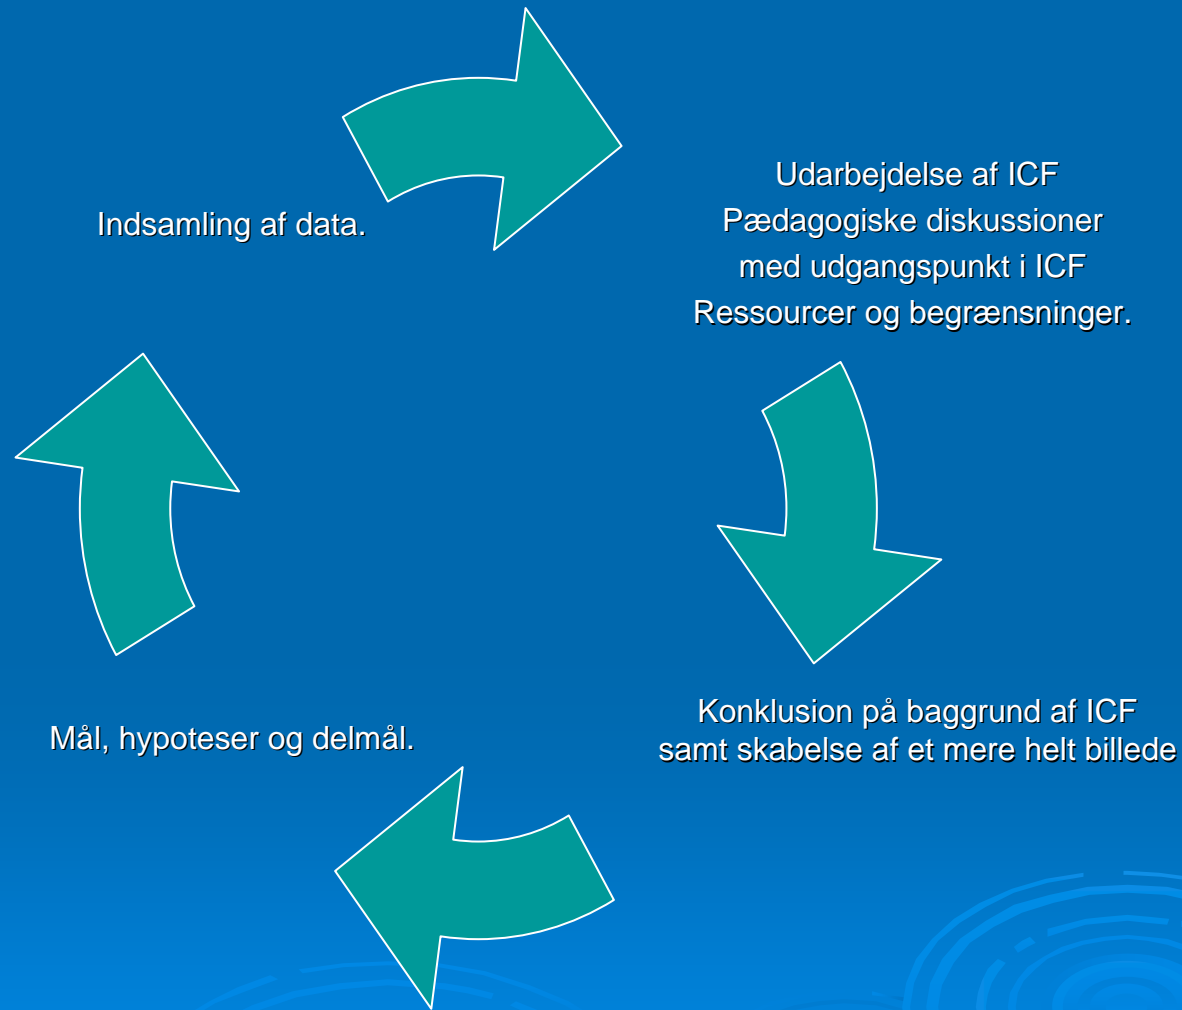 Indsamling af data.
Udarbejdelse af ICF
Pædagogiske diskussioner
med udgangspunkt i ICF
Ressourcer og begrænsninger.
Konklusion på baggrund af ICF
samt skabelse af et mere helt billede
Mål, hypoteser og delmål.